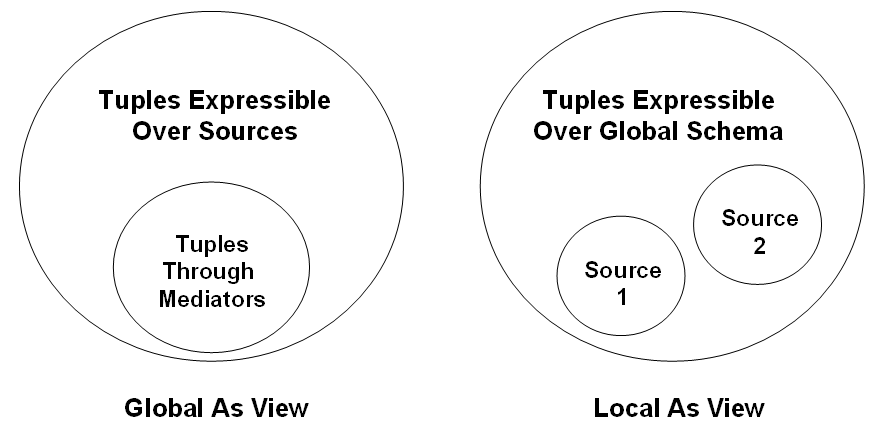 Tuples Expressible
Over Sources
Tuples
Through
Mediators
Global As View
Tuples Expressible
Over Global Schema
Source
1
Source
2
Local As View